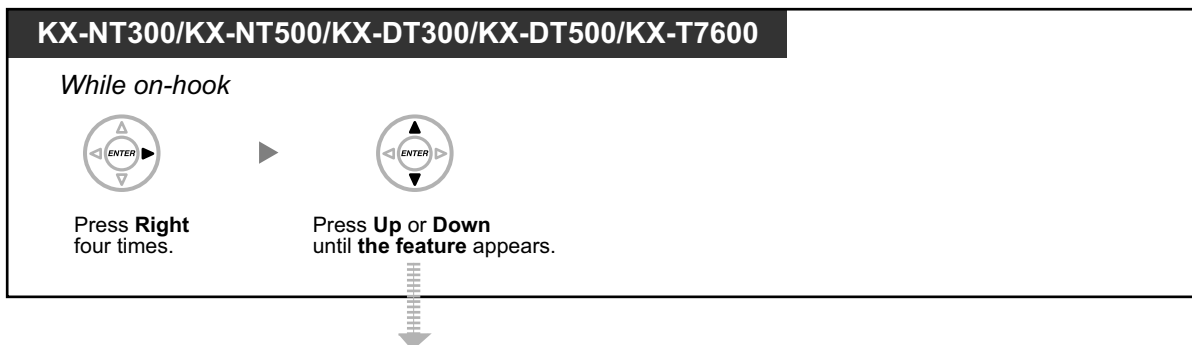 KX-NT300/KX-NT500/KX-DT300/KX-DT500/KX-T7600
While on-hook
ENTER
ENTER
Press Right
four times.
Press Up or Down
until the feature appears.